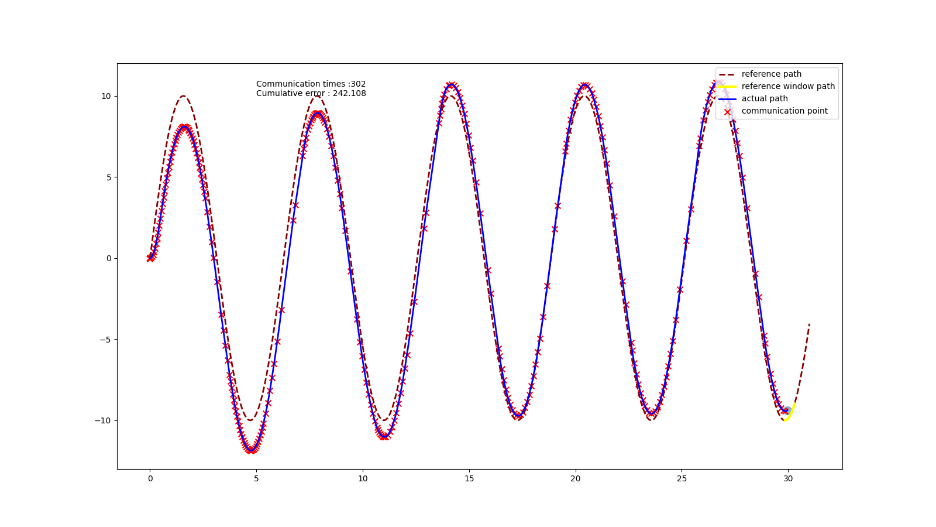 Communication times :302
Cumulative error : 242.108
reference path
reference window path
actual path
communication point
10
5
0
−5
−10
0 5 10 15 20 25 30